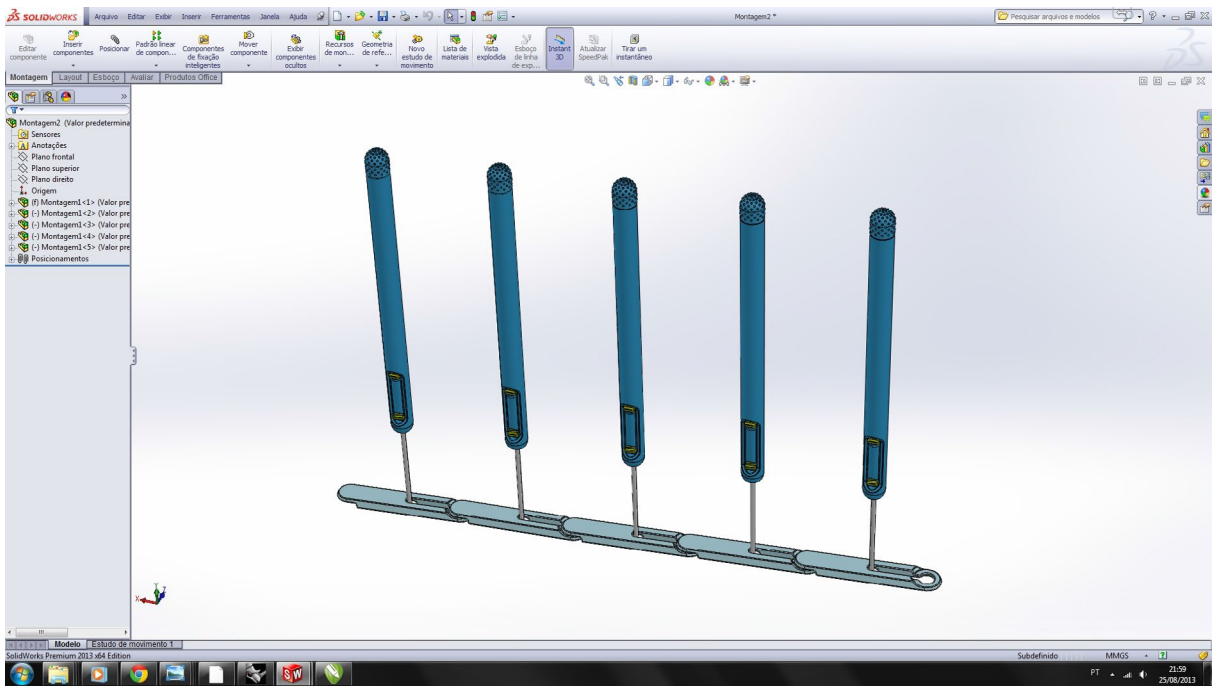 SOLIDWORKS Arquivo Editar Exibir Inserir Ferramentas Janela Ajuda Montagem2 * Pesquisar arquivos e modelos
Editar componente
Inserir componentes
Posicionar
Padrão linear de compon...
Componentes de fixação inteligentes
Mover componente
Exibir componentes ocultos
Recursos de mon...
Geometria de refe...
Novo estudo de movimento
Lista de materiais
Vista explodida
Esboço de linha de exp...
Instant 3D
Atualizar SpeedPak
Tirar um instantâneo
Montagem Layout Esboço Avaliar Produtos Office
Montagem2 (Valor predetermina
Sensores
Anotações
Plano frontal
Plano superior
Plano direito
Origem
(f) Montagem1<1> (Valor pre
(-) Montagem1<2> (Valor pre
(-) Montagem1<3> (Valor pre
(-) Montagem1<4> (Valor pre
(-) Montagem1<5> (Valor pre
Posicionamentos
Y
X Z
Modelo Estudo de movimento 1
SolidWorks Premium 2013 x64 Edition Subdefinido MMGS
PT 21:59
25/08/2013